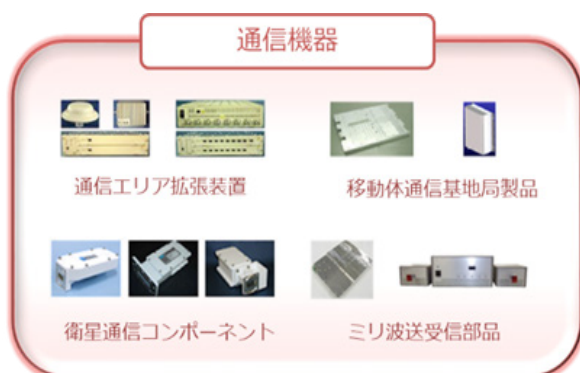 通信機器
通信エリア拡張装置
移動体通信基地局製品
衛星通信コンポーネント
ミリ波送受信部品